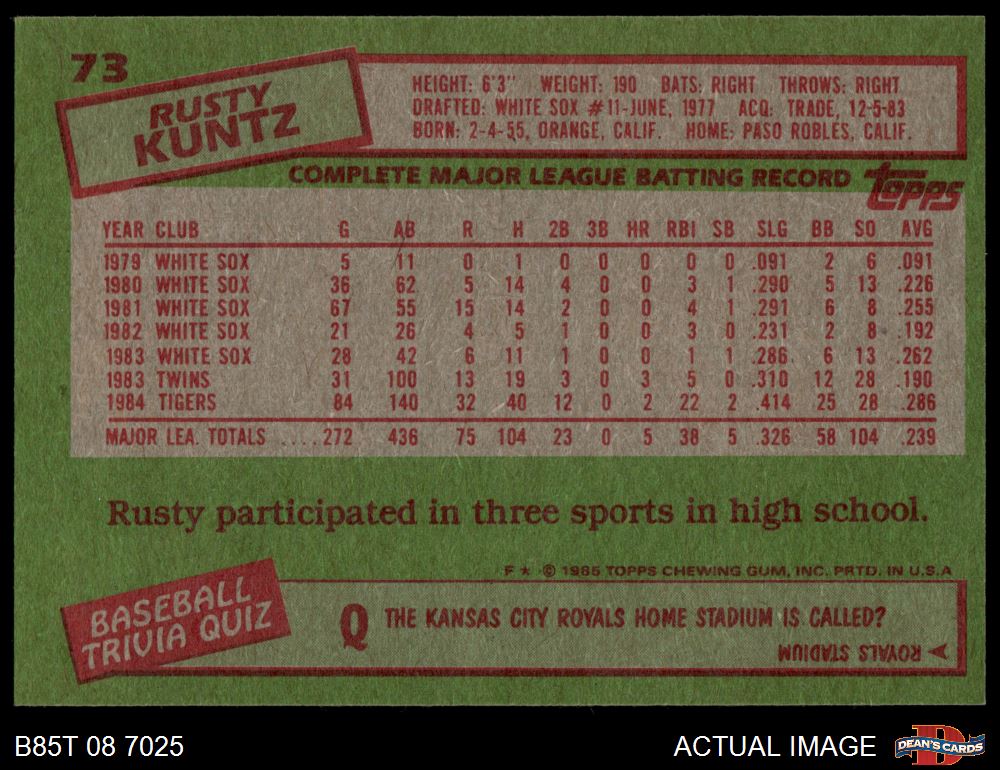 73
RUSTY
KUNTZ
HEIGHT: 6'3" WEIGHT: 190 BATS: RIGHT THROWS: RIGHT
DRAFTED: WHITE SOX #11-JUNE, 1977 ACQ: TRADE, 12-5-83
BORN: 2-4-55, ORANGE, CALIF. HOME: PASO ROBLES, CALIF.
COMPLETE MAJOR LEAGUE BATTING RECORD topps
YEAR CLUB G AB R H 2B 3B HR RBI SB SLG BB SO AVG
1979 WHITE SOX 5 11 0 1 0 0 0 0 0 .091 2 6 .091
1980 WHITE SOX 36 62 5 14 4 0 0 3 1 .290 5 13 .226
1981 WHITE SOX 67 55 15 14 2 0 0 4 1 .291 6 8 .255
1982 WHITE SOX 21 26 4 5 1 0 0 3 0 .231 2 8 .192
1983 WHITE SOX 28 42 6 11 1 0 0 1 1 .286 6 13 .262
1983 TWINS 31 100 13 19 3 0 3 5 0 .310 12 28 .190
1984 TIGERS 84 140 32 40 12 0 2 22 2 .414 25 28 .286
MAJOR LEA. TOTALS ....272 436 75 104 23 0 5 38 5 .326 58 104 .239
Rusty participated in three sports in high school.
F ★ © 1985 TOPPS CHEWING GUM, INC. PRTD. IN U.S.A
BASEBALL
TRIVIA QUIZ
Q THE KANSAS CITY ROYALS HOME STADIUM IS CALLED?
ROYALS STADIUM
B85T 08 7025
ACTUAL IMAGE
D
DEAN'S CARDS